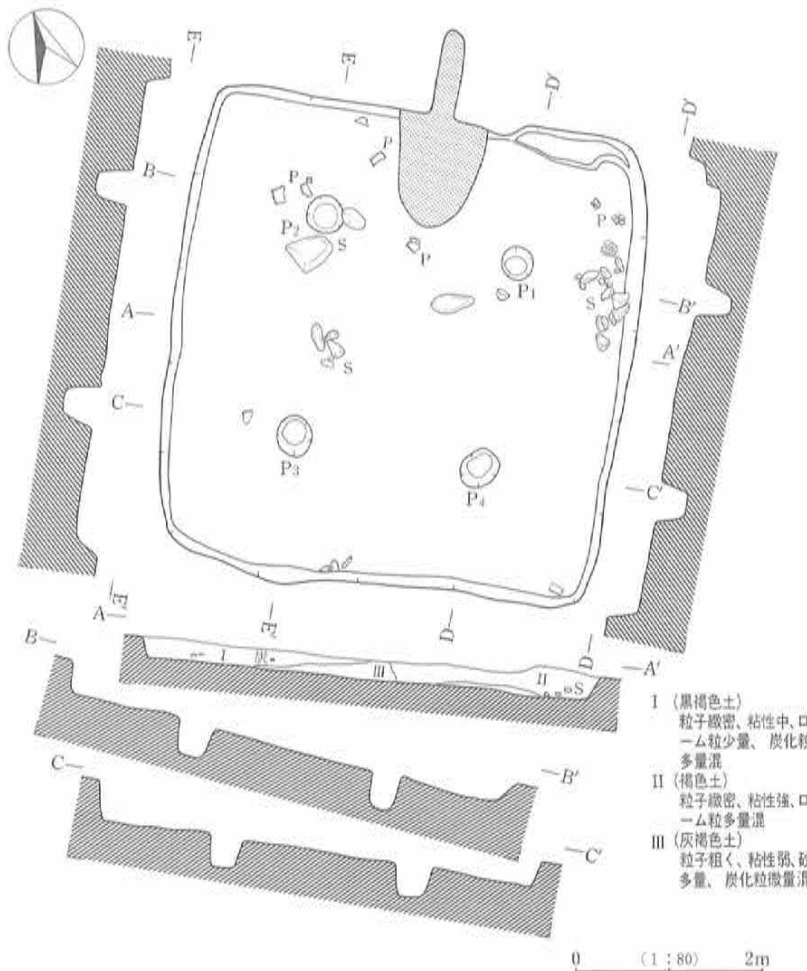 E
E
D'
D'
B
P
P
P
P2
S
P
P1
S
A
B'
A'
S
C
P3
P4
C'
E'
E'
D
D
A
A'
B
I 炭
III
II
S
B'
C
C'
I (黒褐色土)
粒子緻密、粘性中、ロ
ーム粒少量、炭化粒
多量混
II (褐色土)
粒子緻密、粘性強、ロ
ーム粒多量混
III (灰褐色土)
粒子粗く、粘性弱、砂
多量、炭化粒微量混
0 (1:80) 2m